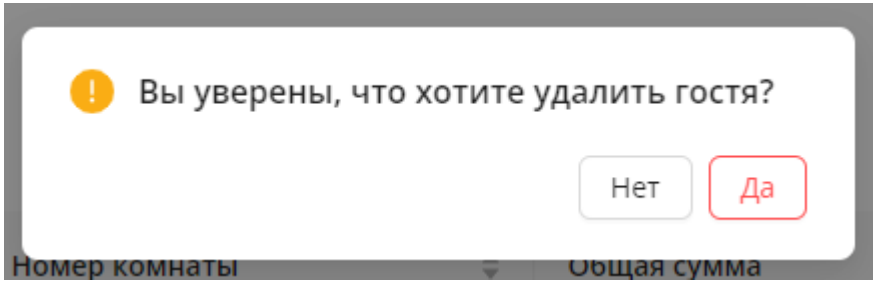 Вы уверены, что хотите удалить гостя?
Нет Да
Номер комнаты Общая сумма